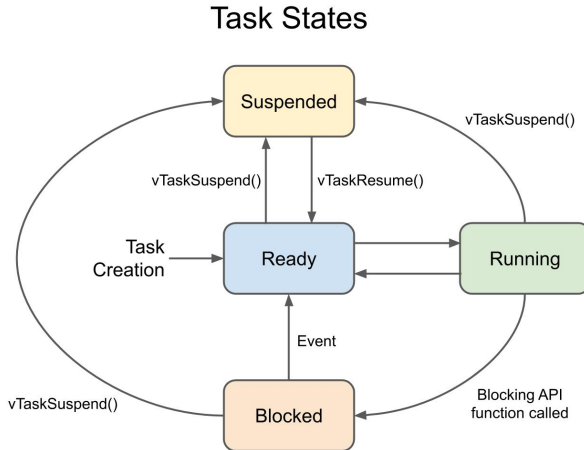 Task States
Suspended
vTaskSuspend()
vTaskSuspend()
vTaskResume()
Task
Creation
Ready
Running
Event
vTaskSuspend()
Blocked
Blocking API
function called